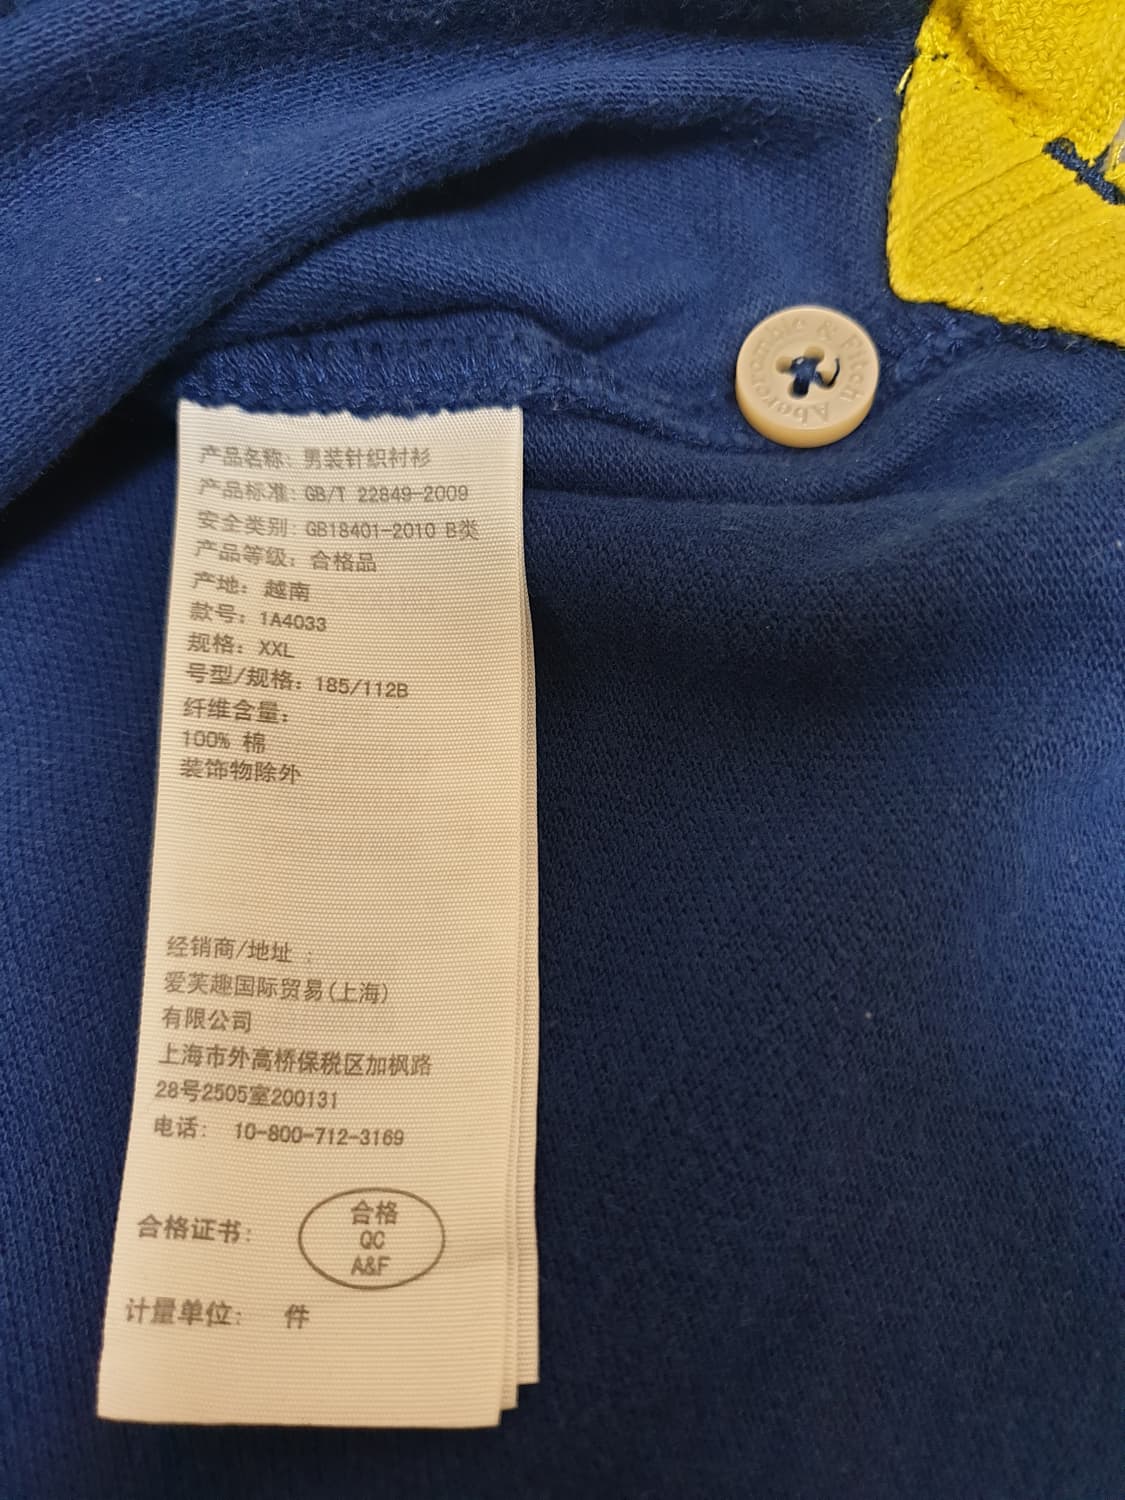 Abercrombie & Fitch
产品名称: 男装针织衬衫
产品标准: GB/T 22849-2009
安全类别: GB18401-2010 B类
产品等级: 合格品
产地: 越南
款号: 1A4033
规格: XXL
号型/规格: 185/112B
纤维含量:
100% 棉
装饰物除外
经销商/地址 :
爱芙趣国际贸易(上海)
有限公司
上海市外高桥保税区加枫路
28号2505室200131
电话: 10-800-712-3169
合格证书:
合格
QC
A&F
计量单位: 件